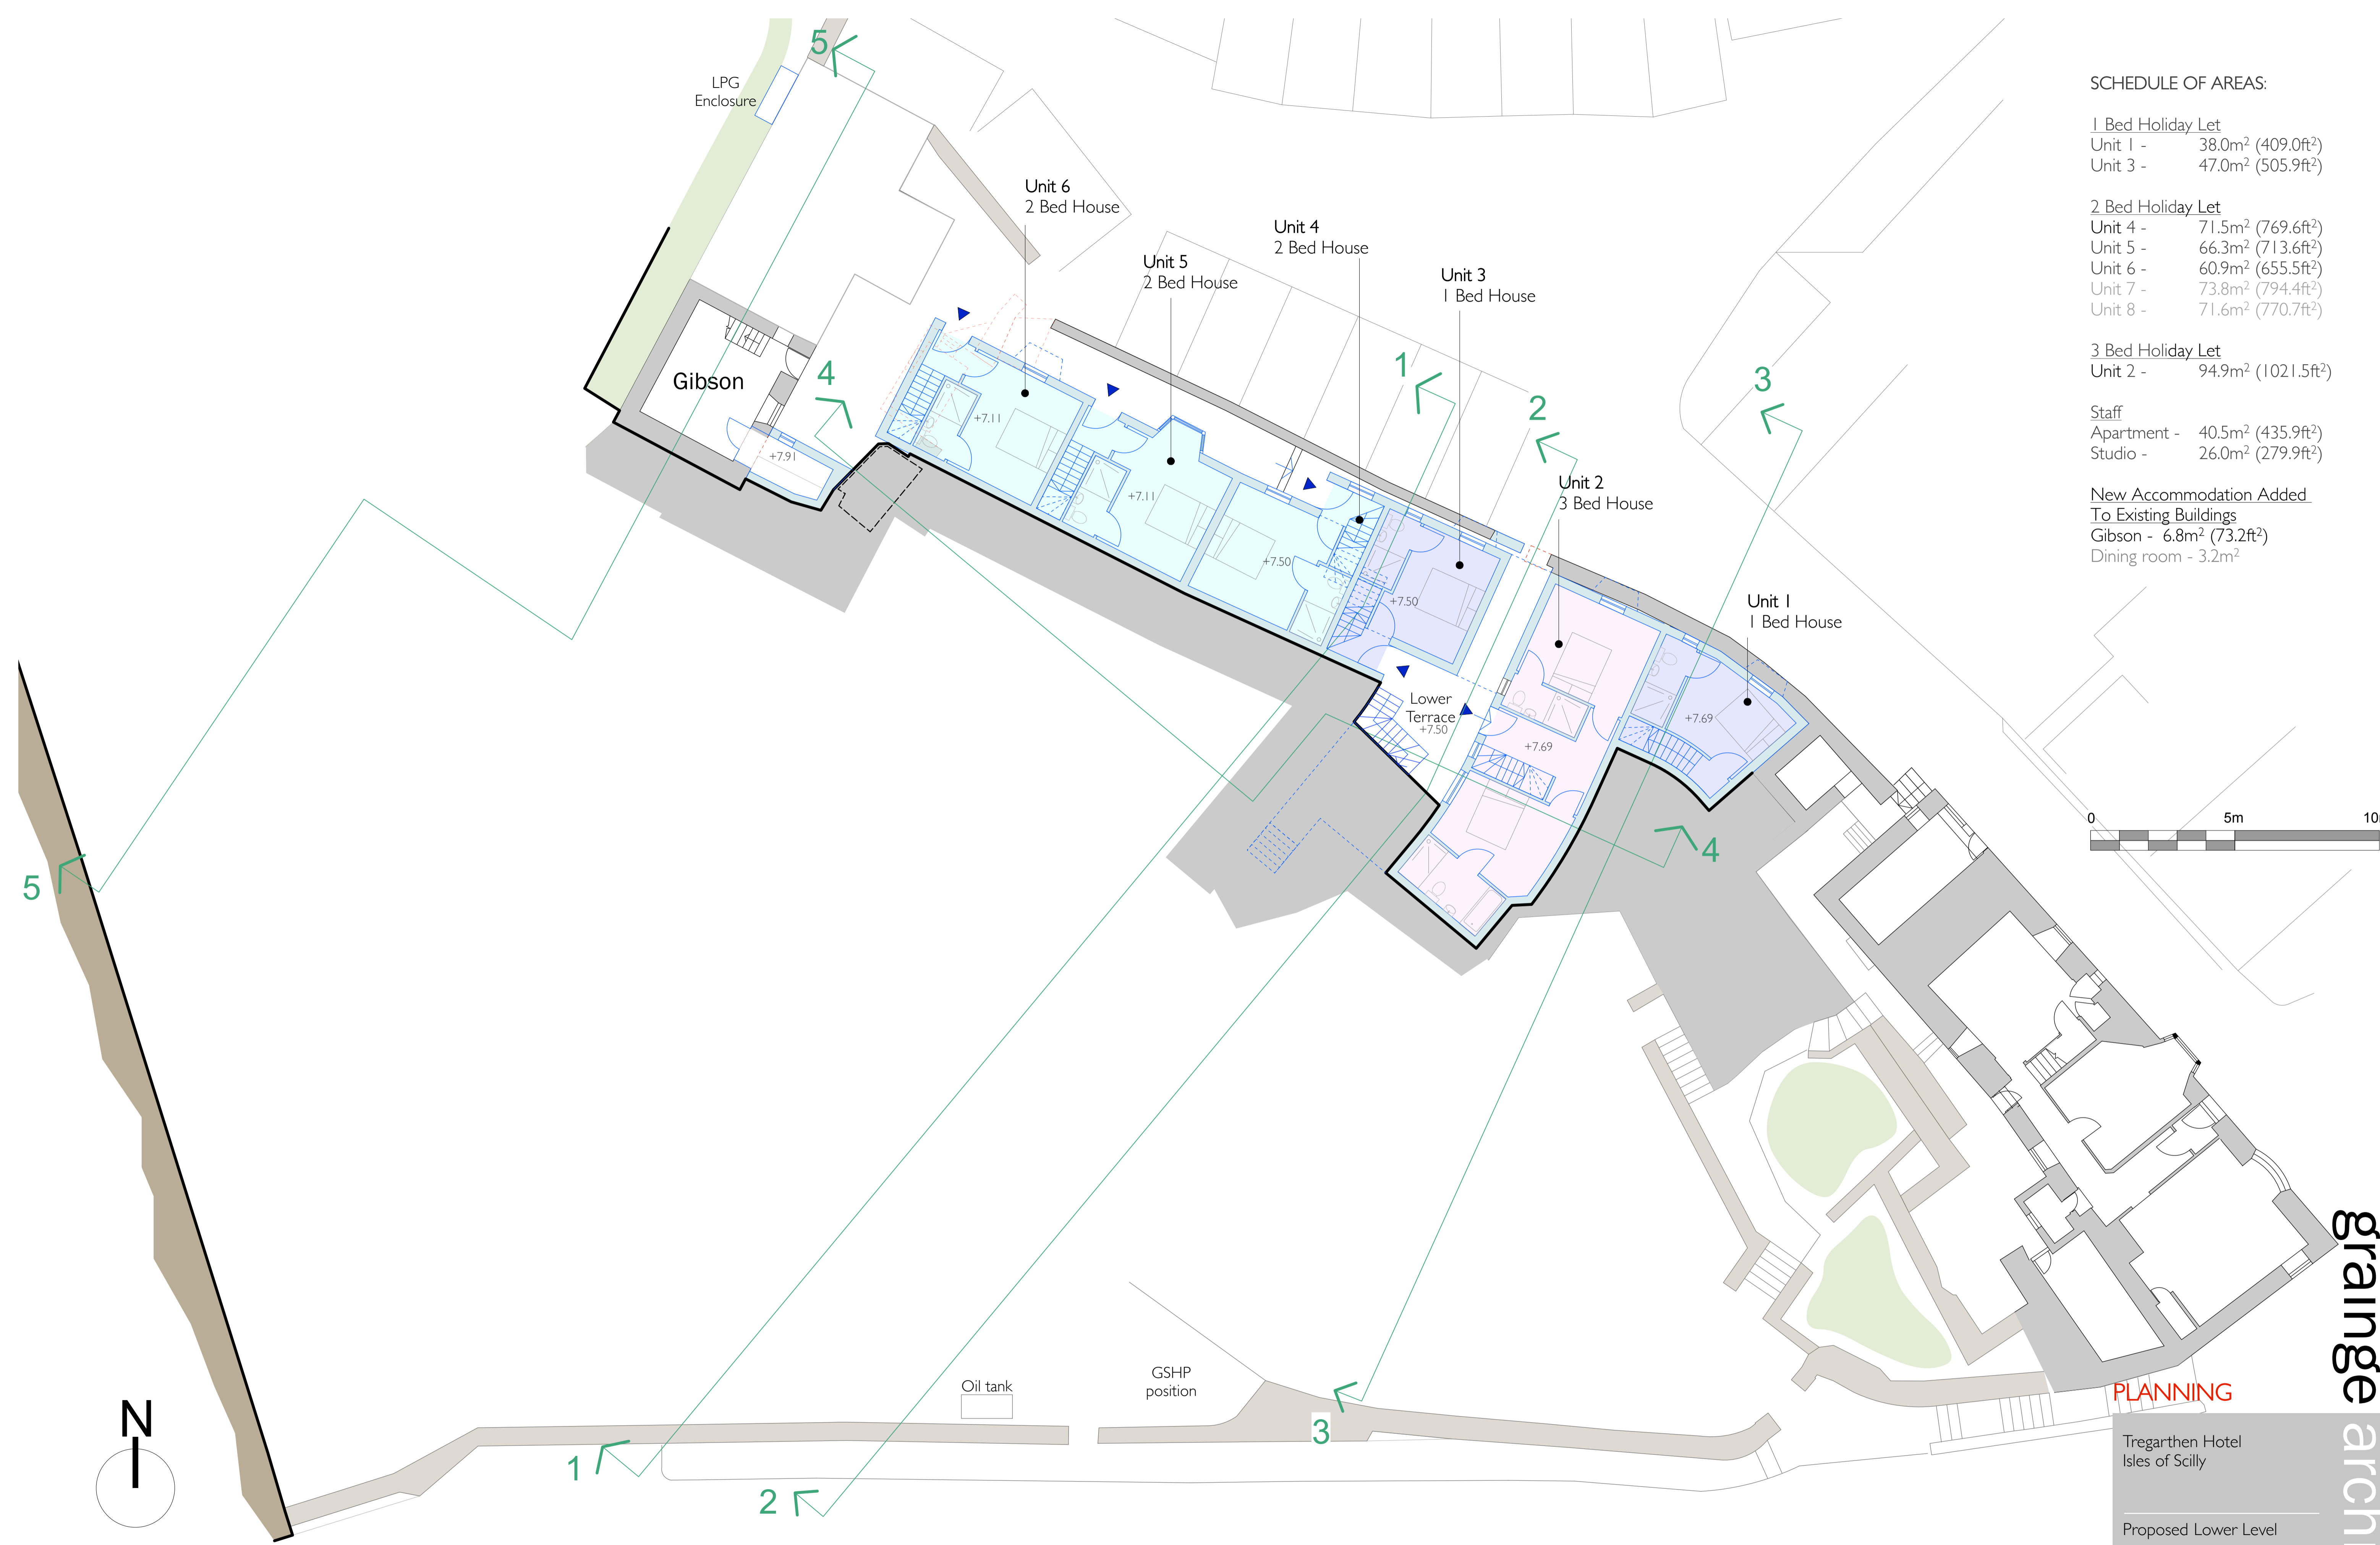 5
LPG
Enclosure
SCHEDULE OF AREAS:
1 Bed Holiday Let
Unit 1 - 38.0m² (409.0ft²)
Unit 3 - 47.0m² (505.9ft²)
2 Bed Holiday Let
Unit 4 - 71.5m² (769.6ft²)
Unit 5 - 66.3m² (713.6ft²)
Unit 6 - 60.9m² (655.5ft²)
Unit 7 - 73.8m² (794.4ft²)
Unit 8 - 71.6m² (770.7ft²)
3 Bed Holiday Let
Unit 2 - 94.9m² (1021.5ft²)
Staff
Apartment - 40.5m² (435.9ft²)
Studio - 26.0m² (279.9ft²)
New Accommodation Added
To Existing Buildings
Gibson - 6.8m² (73.2ft²)
Dining room - 3.2m²
Unit 6
2 Bed House
Unit 4
2 Bed House
Unit 5
2 Bed House
Unit 3
1 Bed House
1
3
4
Gibson
2
+7.11
+7.91
Unit 2
3 Bed House
+7.11
+7.50
+7.50
Unit 1
1 Bed House
Lower
Terrace
+7.50
+7.69
+7.69
0 5m 10
4
5
N
Oil tank
GSHP
position
3
1
2
grainge arch
PLANNING
Tregarthen Hotel
Isles of Scilly
Proposed Lower Level